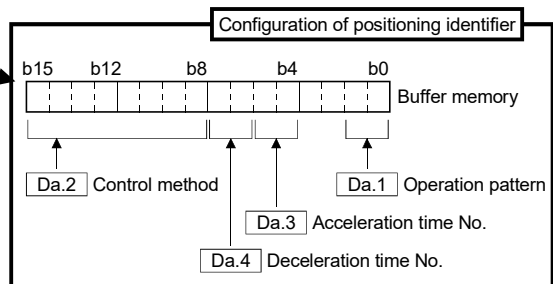 Configuration of positioning identifier
b15 b12 b8 b4 b0
Buffer memory
Da.2 Control method
Da.1 Operation pattern
Da.3 Acceleration time No.
Da.4 Deceleration time No.